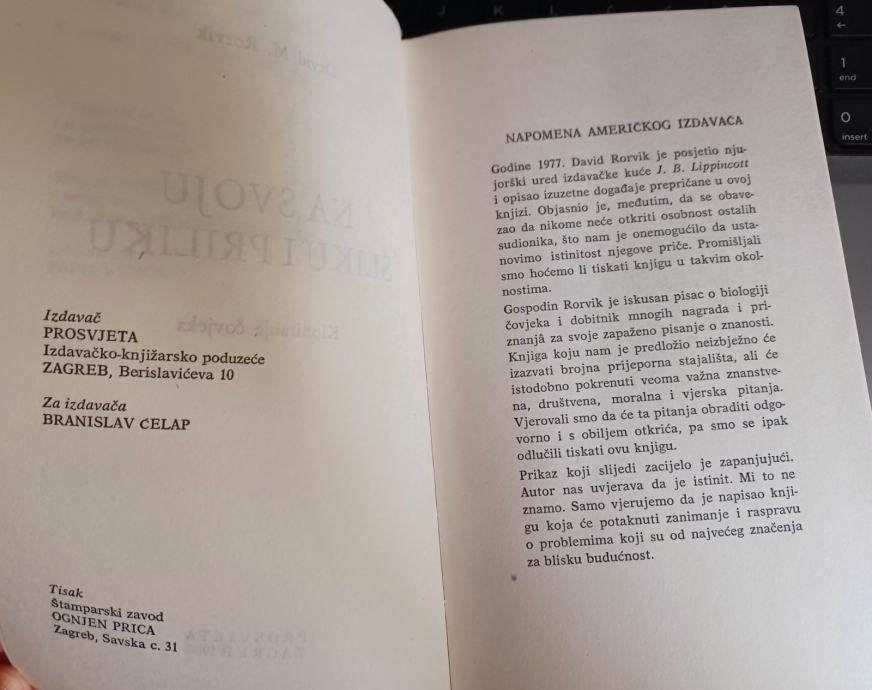 Izdavač
PROSVJETA
Izdavačko-knjižarsko poduzeće
ZAGREB, Berislavićeva 10
Za izdavača
BRANISLAV ĆELAP
Tisak
Štamparski zavod
OGNJEN PRICA
Zagreb, Savska c. 31
NAPOMENA AMERIČKOG IZDAVAČA
Godine 1977. David Rorvik je posjetio nju-
jorški ured izdavačke kuće J. B. Lippincott
i opisao izuzetne događaje prepričane u ovoj
knjizi. Objasnio je, međutim, da se obave-
zao da nikome neće otkriti osobnost ostalih
sudionika, što nam je onemogućilo da usta-
novimo istinitost njegove priče. Promišljali
smo hoćemo li tiskati knjigu u takvim okol-
nostima.
Gospodin Rorvik je iskusan pisac o biologiji
čovjeka i dobitnik mnogih nagrada i pri-
znanjâ za svoje zapaženo pisanje o znanosti.
Knjiga koju nam je predložio neizbježno će
izazvati brojna prijeporna stajališta, ali će
istodobno pokrenuti veoma važna znanstve-
na, društvena, moralna i vjerska pitanja.
Vjerovali smo da će ta pitanja obraditi odgo-
vorno i s obiljem otkrića, pa smo se ipak
odlučili tiskati ovu knjigu.
Prikaz koji slijedi zacijelo je zapanjujući.
Autor nas uvjerava da je istinit. Mi to ne
znamo. Samo vjerujemo da je napisao knji-
gu koja će potaknuti zanimanje i raspravu
o problemima koji su od najvećeg značenja
za blisku budućnost.
J
K
L
4
←
1
end
0
insert